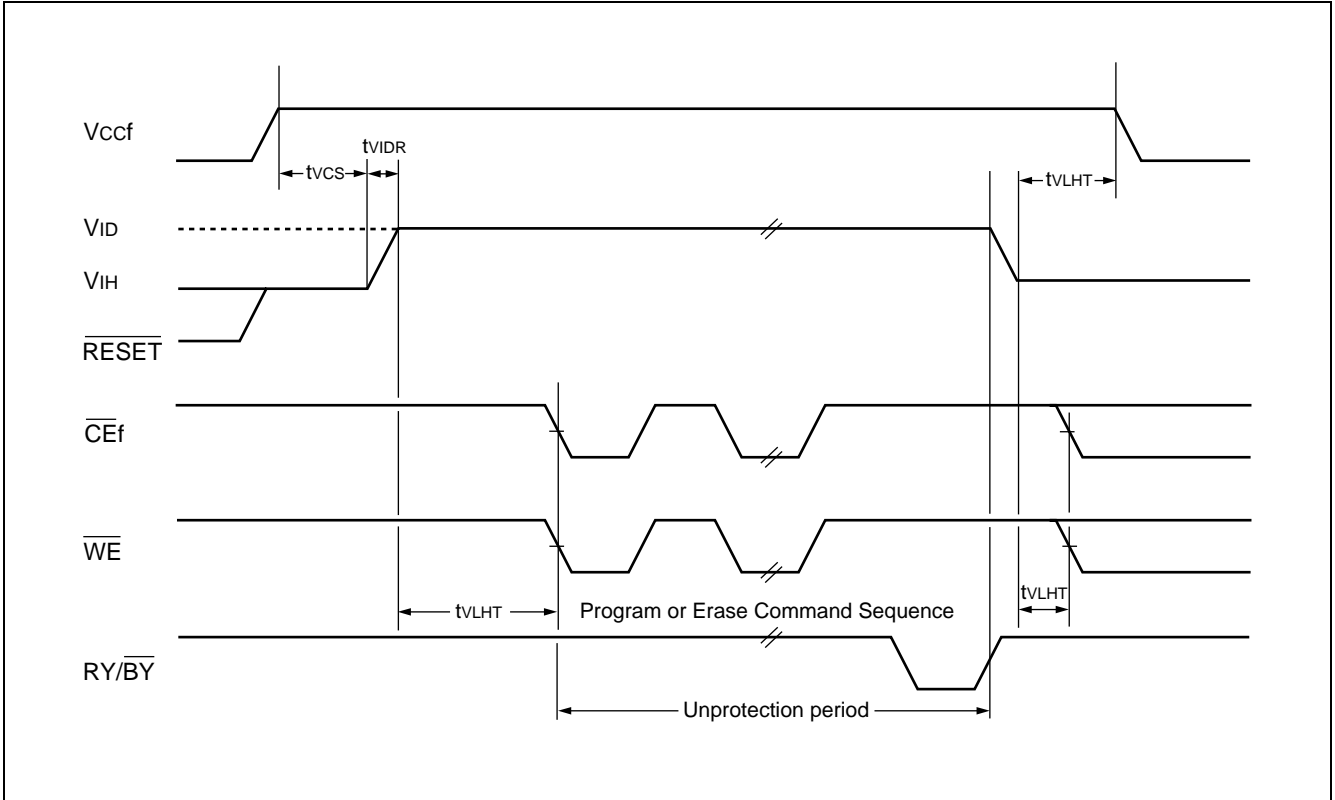 VCCf
tVIDR
tVCS
tVLHT
VID
VIH
RESET
CEf
WE
tVLHT
Program or Erase Command Sequence
tVLHT
RY/BY
Unprotection period